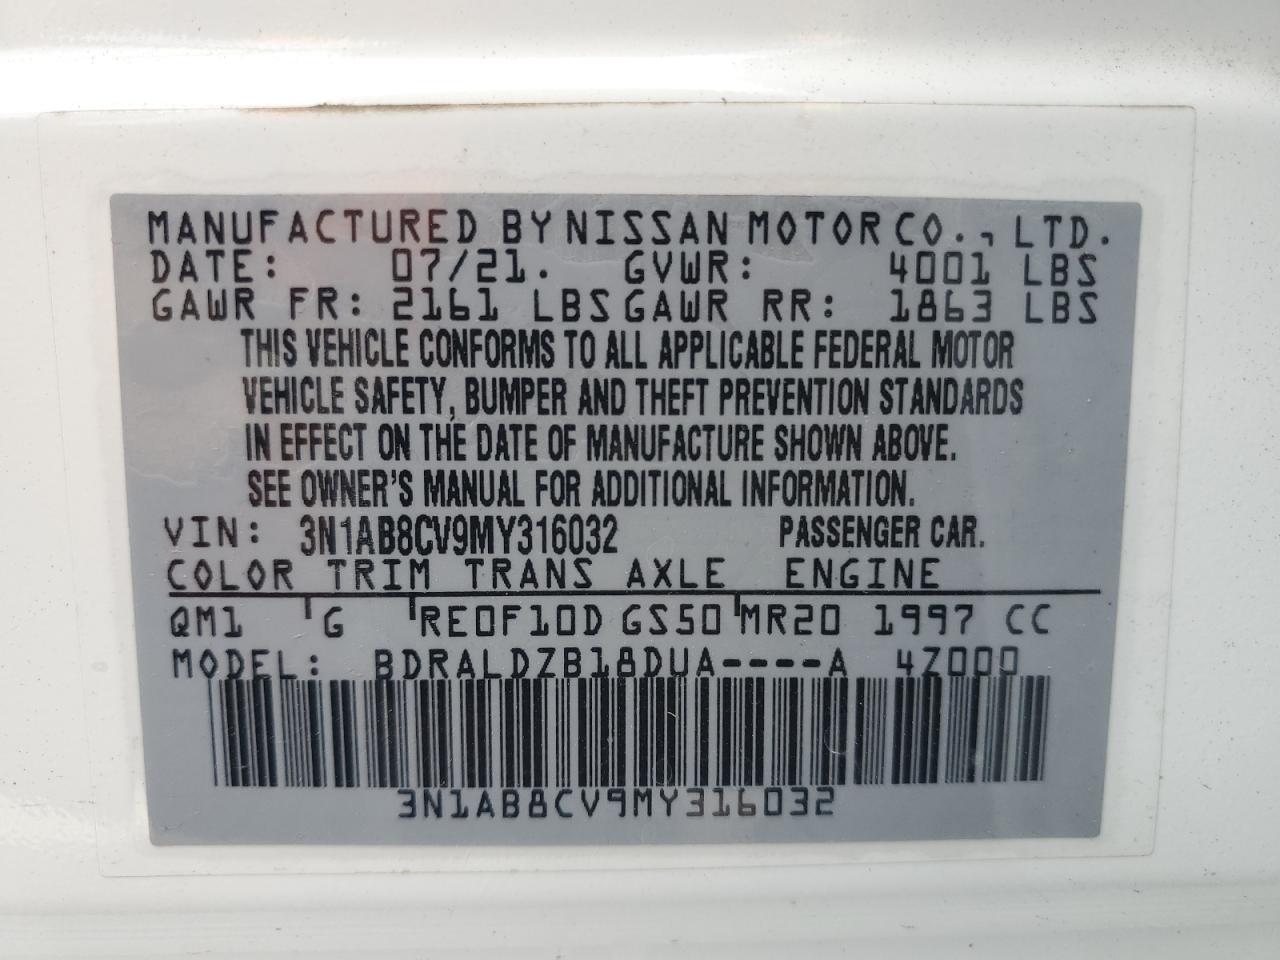 MANUFACTURED BY NISSAN MOTOR CO., LTD.
DATE: 07/21. GVWR: 4001 LBS
GAWR FR: 2161 LBS GAWR RR: 1863 LBS
THIS VEHICLE CONFORMS TO ALL APPLICABLE FEDERAL MOTOR
VEHICLE SAFETY, BUMPER AND THEFT PREVENTION STANDARDS
IN EFFECT ON THE DATE OF MANUFACTURE SHOWN ABOVE.
SEE OWNER'S MANUAL FOR ADDITIONAL INFORMATION.
VIN: 3N1AB8CV9MY316032 PASSENGER CAR.
COLOR TRIM TRANS AXLE ENGINE
QM1 G RE0F10D GS50 MR20 1997 CC
MODEL: BDRALDZB18DUA----A 4Z000
3N1AB8CV9MY316032